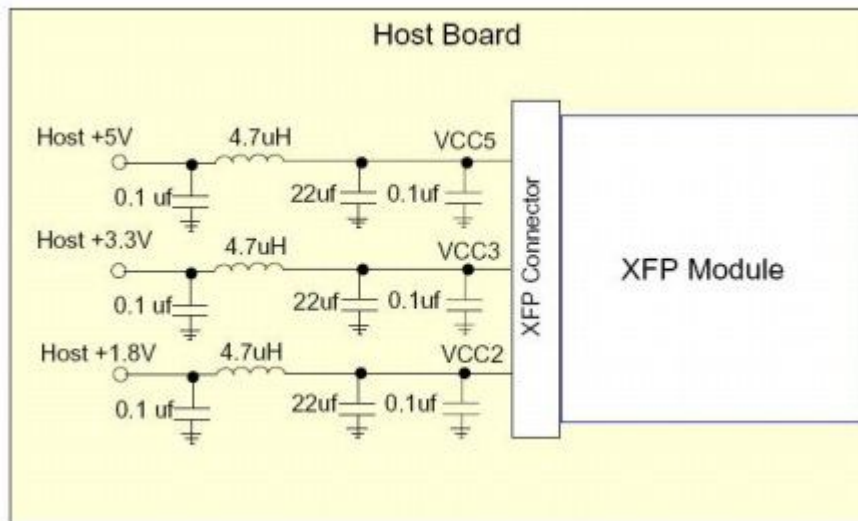 Host Board
Host +5V
4.7uH
VCC5
0.1 uf
22uf
0.1uf
Host +3.3V
4.7uH
VCC3
0.1 uf
22uf
0.1uf
Host +1.8V
4.7uH
VCC2
0.1 uf
22uf
0.1uf
XFP Connector
XFP Module